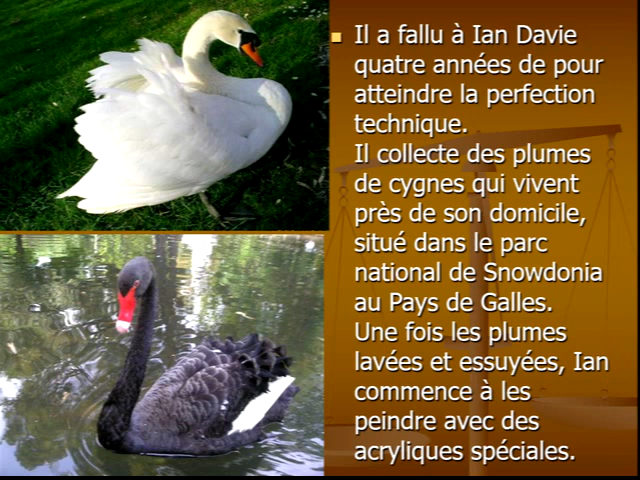 Il a fallu à Ian Davie
quatre années de pour
atteindre la perfection
technique.
Il collecte des plumes
de cygnes qui vivent
près de son domicile,
situé dans le parc
national de Snowdonia
au Pays de Galles.
Une fois les plumes
lavées et essuyées, Ian
commence à les
peindre avec des
acryliques spéciales.